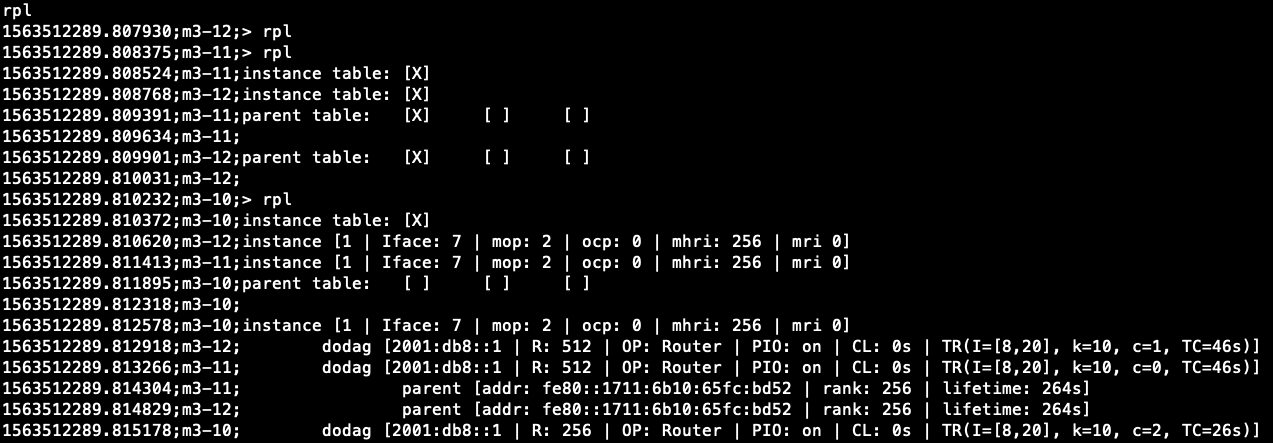 rpl
1563512289.807930;m3-12;> rpl
1563512289.808375;m3-11;> rpl
1563512289.808524;m3-11;instance table: [X]
1563512289.808768;m3-12;instance table: [X]
1563512289.809391;m3-11;parent table:   [X]     [ ]     [ ]
1563512289.809634;m3-11;
1563512289.809901;m3-12;parent table:   [X]     [ ]     [ ]
1563512289.810031;m3-12;
1563512289.810232;m3-10;> rpl
1563512289.810372;m3-10;instance table: [X]
1563512289.810620;m3-12;instance [1 | Iface: 7 | mop: 2 | ocp: 0 | mhri: 256 | mri 0]
1563512289.811413;m3-11;instance [1 | Iface: 7 | mop: 2 | ocp: 0 | mhri: 256 | mri 0]
1563512289.811895;m3-10;parent table:   [ ]     [ ]     [ ]
1563512289.812318;m3-10;
1563512289.812578;m3-10;instance [1 | Iface: 7 | mop: 2 | ocp: 0 | mhri: 256 | mri 0]
1563512289.812918;m3-12;        dodag [2001:db8::1 | R: 512 | OP: Router | PIO: on | CL: 0s | TR(I=[8,20], k=10, c=1, TC=46s)]
1563512289.813266;m3-11;        dodag [2001:db8::1 | R: 512 | OP: Router | PIO: on | CL: 0s | TR(I=[8,20], k=10, c=0, TC=46s)]
1563512289.814304;m3-11;                parent [addr: fe80::1711:6b10:65fc:bd52 | rank: 256 | lifetime: 264s]
1563512289.814829;m3-12;                parent [addr: fe80::1711:6b10:65fc:bd52 | rank: 256 | lifetime: 264s]
1563512289.815178;m3-10;        dodag [2001:db8::1 | R: 256 | OP: Router | PIO: on | CL: 0s | TR(I=[8,20], k=10, c=2, TC=26s)]